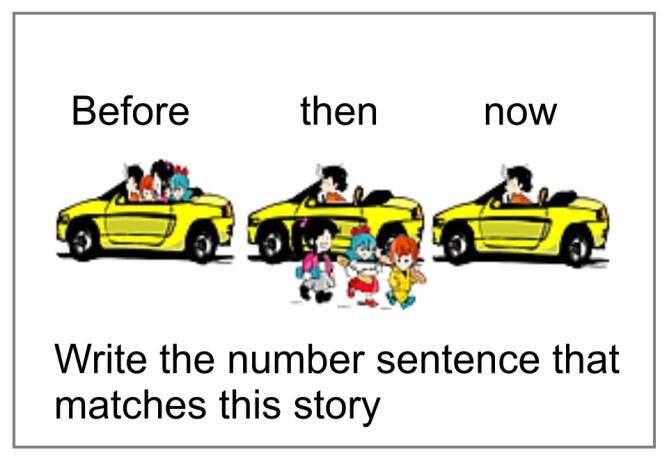 Before then now
Write the number sentence that
matches this story